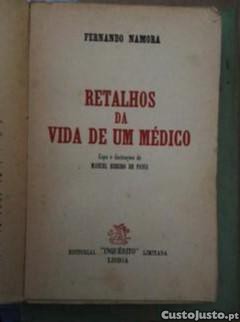 FERNANDO NAMORA
RETALHOS
DA
VIDA DE UM MÉDICO
Capa e ilustrações de
MANUEL RIBEIRO DE PAVIA
EDITORIAL "INQUÉRITO" LIMITADA
LISBOA
CustoJusto.pt